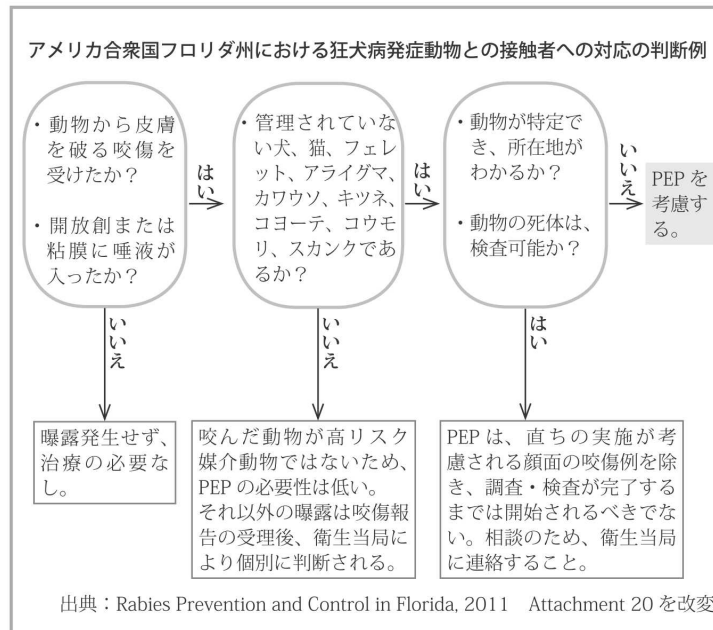 アメリカ合衆国フロリダ州における狂犬病発症動物との接触者への対応の判断例
・動物から皮膚
を破る咬傷を
受けたか?
・開放創または
粘膜に唾液が
入ったか?
はい
・管理されていな
い犬、猫、フェレ
ット、アライグマ、
カワウソ、キツネ、
コヨーテ、コウモ
リ、スカンクであ
るか?
はい
・動物が特定で
き、所在地が
わかるか?
・動物の死体は、
検査可能か?
いいえ
PEPを
考慮す
る。
いいえ
いいえ
はい
曝露発生せず、
治療の必要な
し。
咬んだ動物が高リスク
媒介動物ではないため、
PEPの必要性は低い。
それ以外の曝露は咬傷報
告の受理後、衛生当局に
より個別に判断される。
PEPは、直ちの実施が考
慮される顔面の咬傷例を除
き、調査・検査が完了する
までは開始されるべきでな
い。相談のため、衛生当局
に連絡すること。
出典:Rabies Prevention and Control in Florida, 2011 Attachment 20 を改変